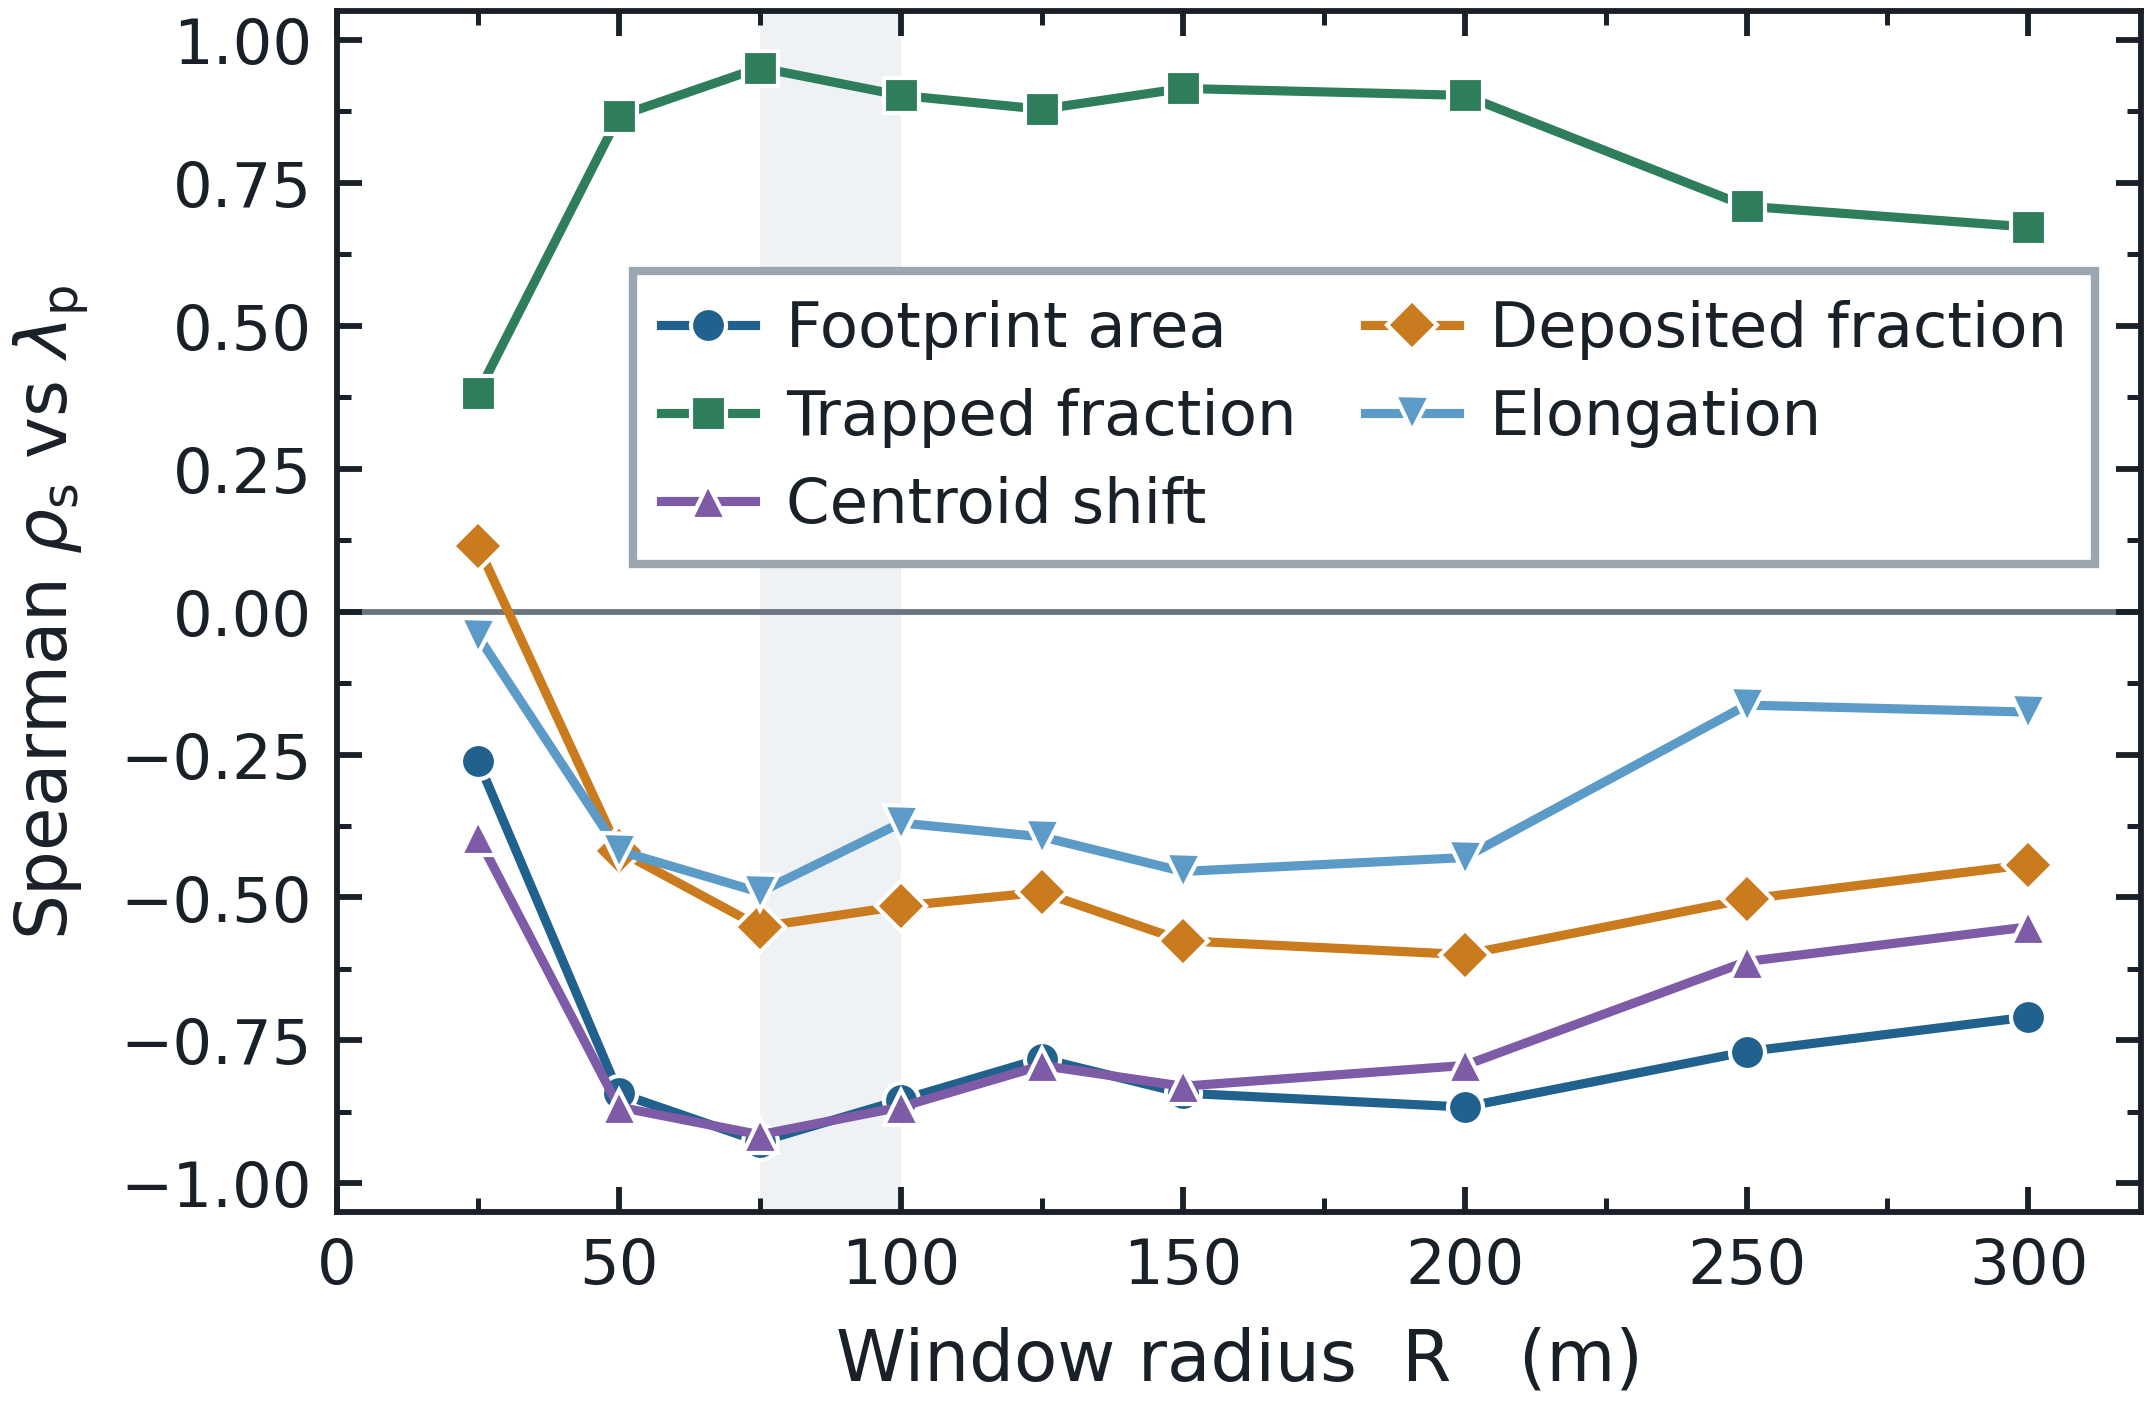 Spearman ρs vs λp
1.00
0.75
0.50
0.25
0.00
−0.25
−0.50
−0.75
−1.00
Footprint area
Trapped fraction
Centroid shift
Deposited fraction
Elongation
0 50 100 150 200 250 300
Window radius R (m)